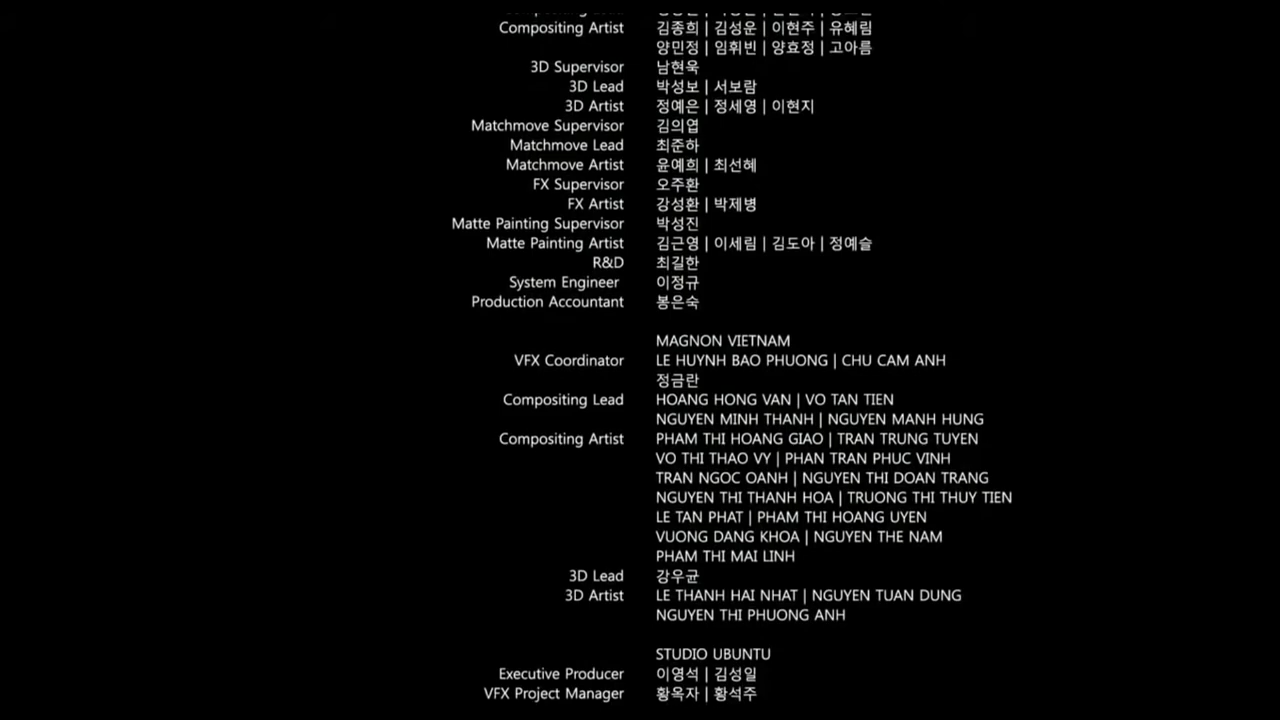 Compositing Artist 김종희 | 김성운 | 이현주 | 유혜림
양민정 | 임휘빈 | 양효정 | 고아름
3D Supervisor 남현욱
3D Lead 박성보 | 서보람
3D Artist 정예은 | 정세영 | 이현지
Matchmove Supervisor 김의엽
Matchmove Lead 최준하
Matchmove Artist 윤예희 | 최선혜
FX Supervisor 오주환
FX Artist 강성환 | 박제병
Matte Painting Supervisor 박성진
Matte Painting Artist 김근영 | 이세림 | 김도아 | 정예슬
R&D 최길한
System Engineer 이정규
Production Accountant 봉은숙
MAGNON VIETNAM
VFX Coordinator LE HUYNH BAO PHUONG | CHU CAM ANH
정금란
Compositing Lead HOANG HONG VAN | VO TAN TIEN
NGUYEN MINH THANH | NGUYEN MANH HUNG
Compositing Artist PHAM THI HOANG GIAO | TRAN TRUNG TUYEN
VO THI THAO VY | PHAN TRAN PHUC VINH
TRAN NGOC OANH | NGUYEN THI DOAN TRANG
NGUYEN THI THANH HOA | TRUONG THI THUY TIEN
LE TAN PHAT | PHAM THI HOANG UYEN
VUONG DANG KHOA | NGUYEN THE NAM
PHAM THI MAI LINH
3D Lead 강우균
3D Artist LE THANH HAI NHAT | NGUYEN TUAN DUNG
NGUYEN THI PHUONG ANH
STUDIO UBUNTU
Executive Producer 이영석 | 김성일
VFX Project Manager 황옥자 | 황석주